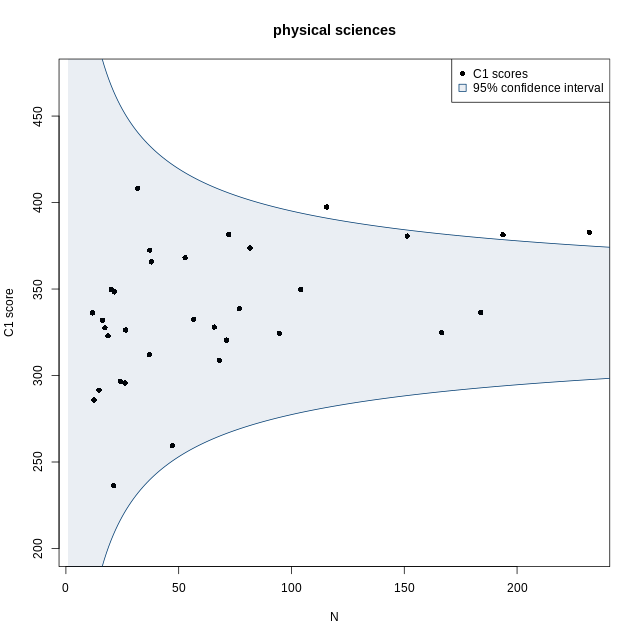 physical sciences
C1 scores
95% confidence interval
C1 score
450
400
350
300
250
200
0 50 100 150 200
N